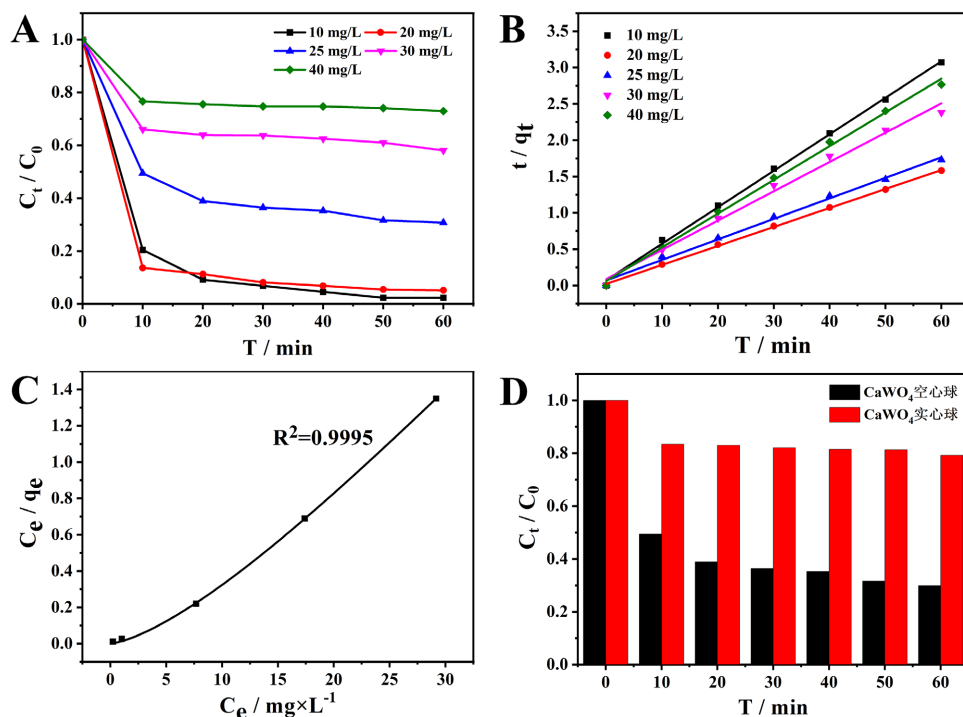 A
10 mg/L 20 mg/L
25 mg/L 30 mg/L
40 mg/L
1.0
0.8
0.6
0.4
0.2
0.0
Cₜ / C₀
0 10 20 30 40 50 60
T / min
B
10 mg/L
20 mg/L
25 mg/L
30 mg/L
40 mg/L
3.5
3.0
2.5
2.0
1.5
1.0
0.5
0.0
t / qₜ
0 10 20 30 40 50 60
T / min
C
R²=0.9995
1.4
1.2
1.0
0.8
0.6
0.4
0.2
0.0
Cₑ / qₑ
0 5 10 15 20 25 30
Cₑ / mg×L⁻¹
D
CaWO₄空心球
CaWO₄实心球
1.0
0.8
0.6
0.4
0.2
0.0
Cₜ / C₀
0 10 20 30 40 50 60
T / min